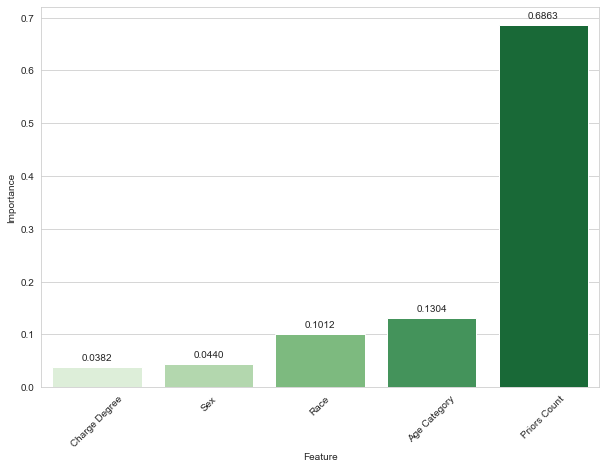 0.7
0.6
0.5
0.4
0.3
0.2
0.1
0.0
Importance
0.0382
0.0440
0.1012
0.1304
0.6863
Charge Degree
Sex
Race
Age Category
Priors Count
Feature